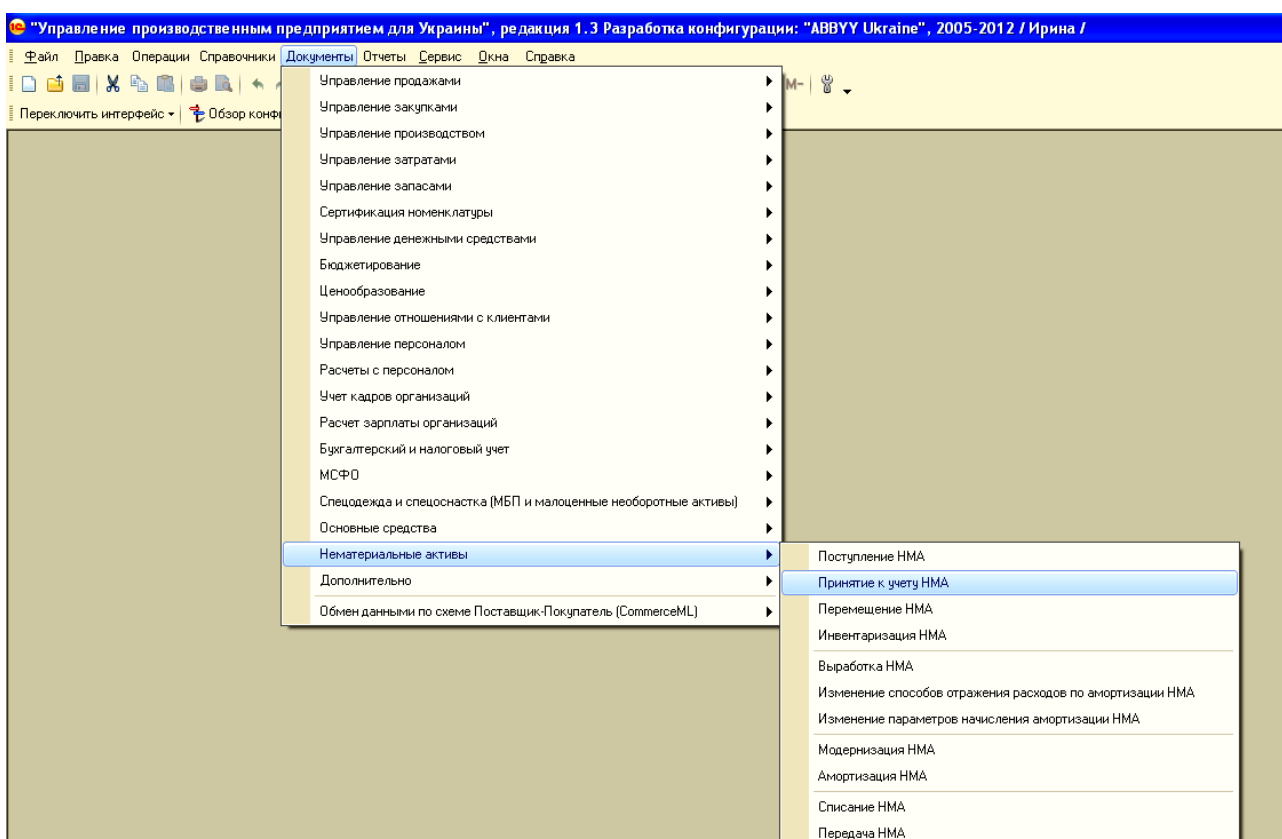 "Управление производственным предприятием для Украины", редакция 1.3 Разработка конфигурации: "ABBYY Ukraine", 2005-2012 / Ирина /
Файл Правка Операции Справочники Документы Отчеты Сервис Окна Справка
M-
Переключить интерфейс Обзор конфи
Управление продажами
Управление закупками
Управление производством
Управление затратами
Управление запасами
Сертификация номенклатуры
Управление денежными средствами
Бюджетирование
Ценообразование
Управление отношениями с клиентами
Управление персоналом
Расчеты с персоналом
Учет кадров организаций
Расчет зарплаты организаций
Бухгалтерский и налоговый учет
МСФО
Спецодежда и спецоснастка (МБП и малоценные необоротные активы)
Основные средства
Нематериальные активы
Дополнительно
Обмен данными по схеме Поставщик-Покупатель (CommerceML)
Поступление НМА
Принятие к учету НМА
Перемещение НМА
Инвентаризация НМА
Выработка НМА
Изменение способов отражения расходов по амортизации НМА
Изменение параметров начисления амортизации НМА
Модернизация НМА
Амортизация НМА
Списание НМА
Передача НМА